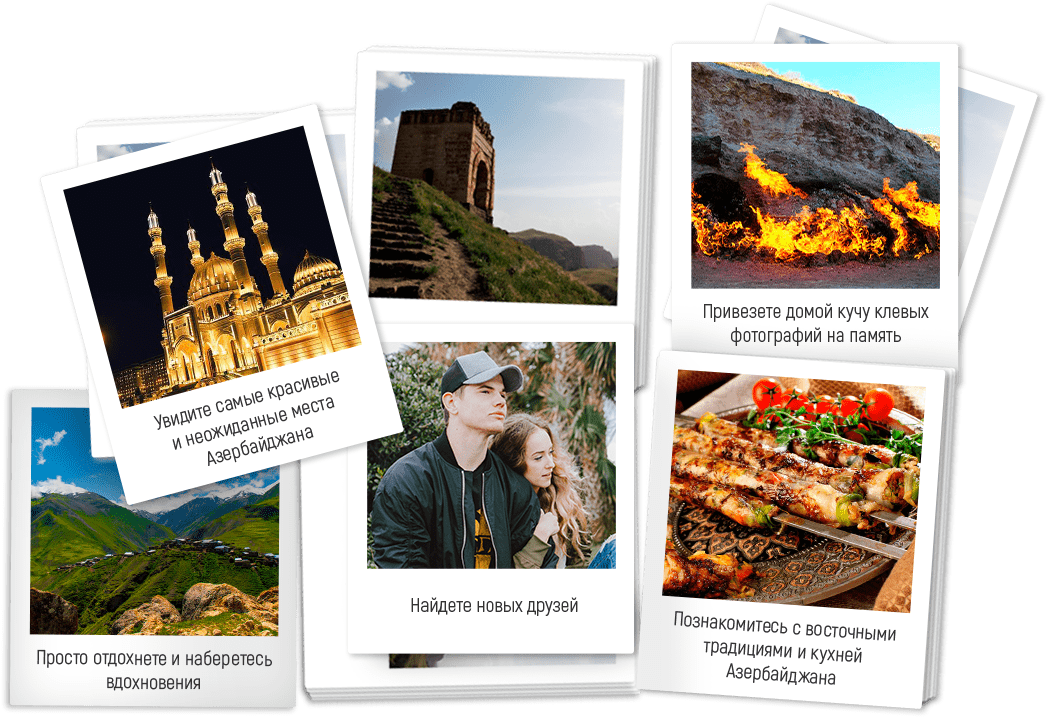 Увидите самые красивые
и неожиданные места
Азербайджана
Просто отдохнете и наберетесь
вдохновения
Найдете новых друзей
Привезете домой кучу клевых
фотографий на память
Познакомитесь с восточными
традициями и кухней
Азербайджана